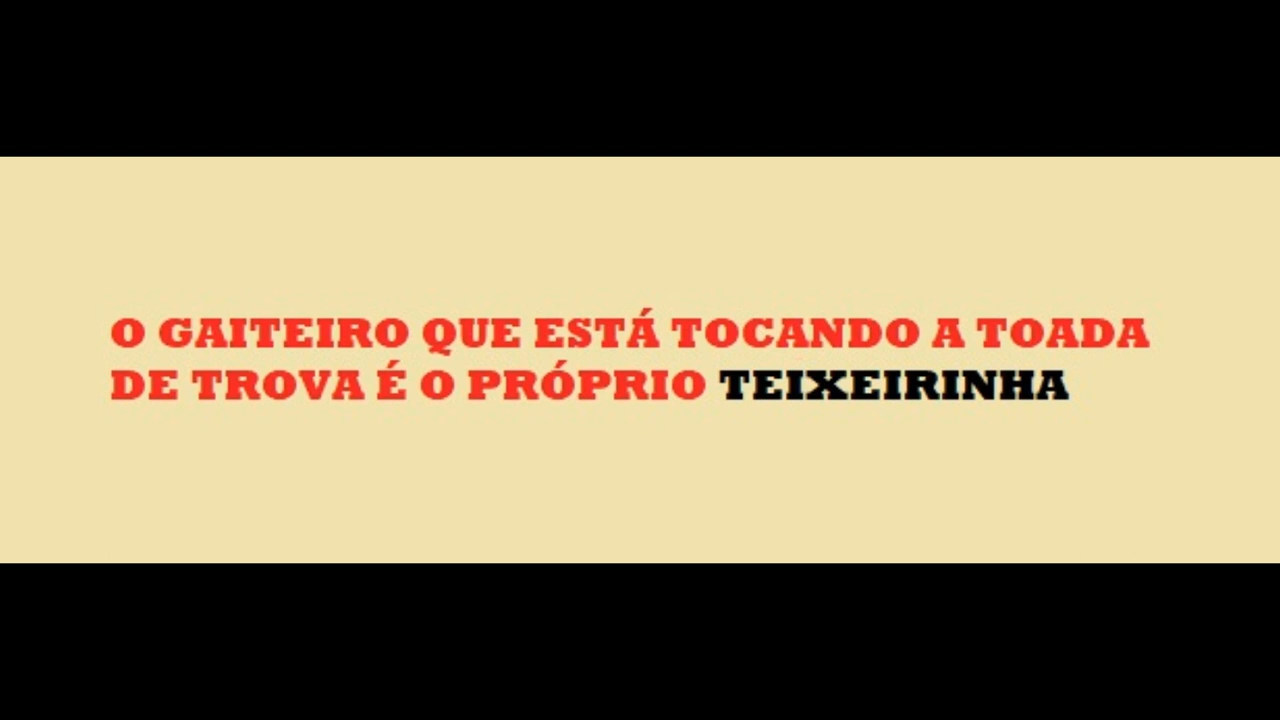 O GAITEIRO QUE ESTÁ TOCANDO A TOADA
DE TROVA É O PRÓPRIO TEIXEIRINHA